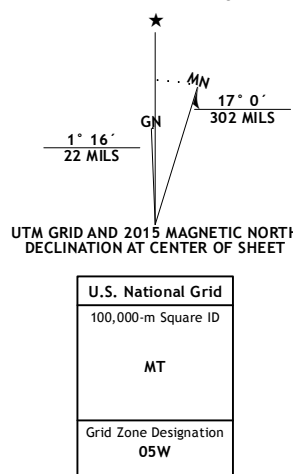 ★
MN
GN
17° 0´
302 MILS
1° 16´
22 MILS
UTM GRID AND 2015 MAGNETIC NORTH
DECLINATION AT CENTER OF SHEET
U.S. National Grid
100,000-m Square ID
MT
Grid Zone Designation
05W